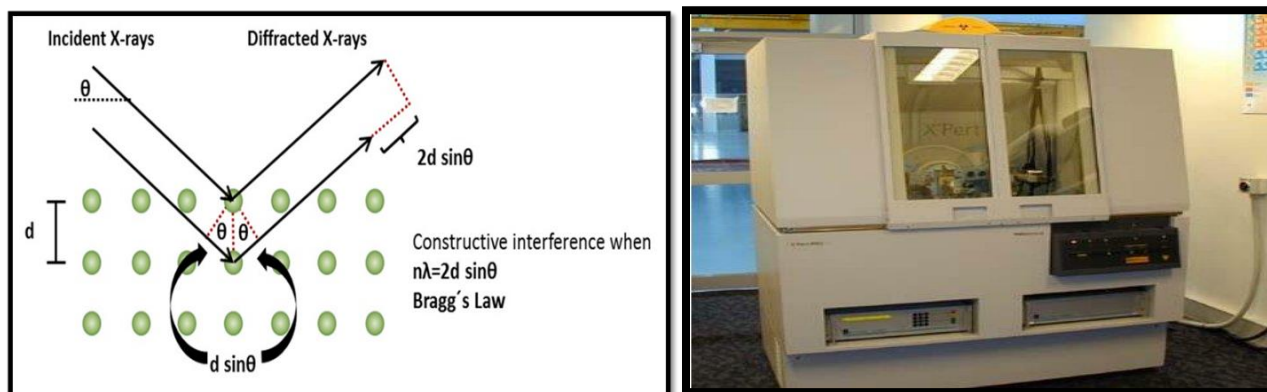 Incident X-rays
Diffracted X-rays
θ
2d sinθ
d
θ
θ
Constructive interference when
nλ=2d sinθ
Bragg´s Law
d sinθ
X'Pert